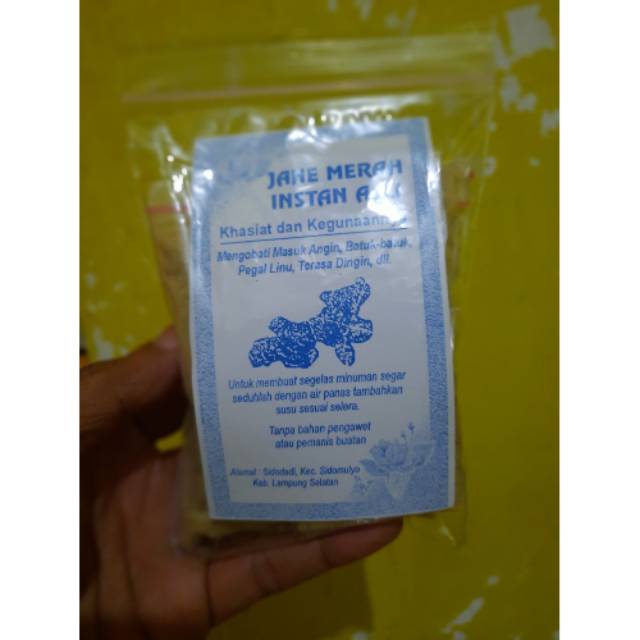 JAHE MERAH
INSTAN
Khasiat dan Kegunaannya
Mengobati Masuk Angin, Batuk-batuk,
Pegal Linu, Terasa Dingin, dll.
Untuk membuat segelas minuman segar
seduhlah dengan air panas tambahkan
susu sesuai selera.
Tanpa bahan pengawet
atau pemanis buatan
Alamat : Sidodadi, Kec. Sidomulyo
Kab. Lampung Selatan